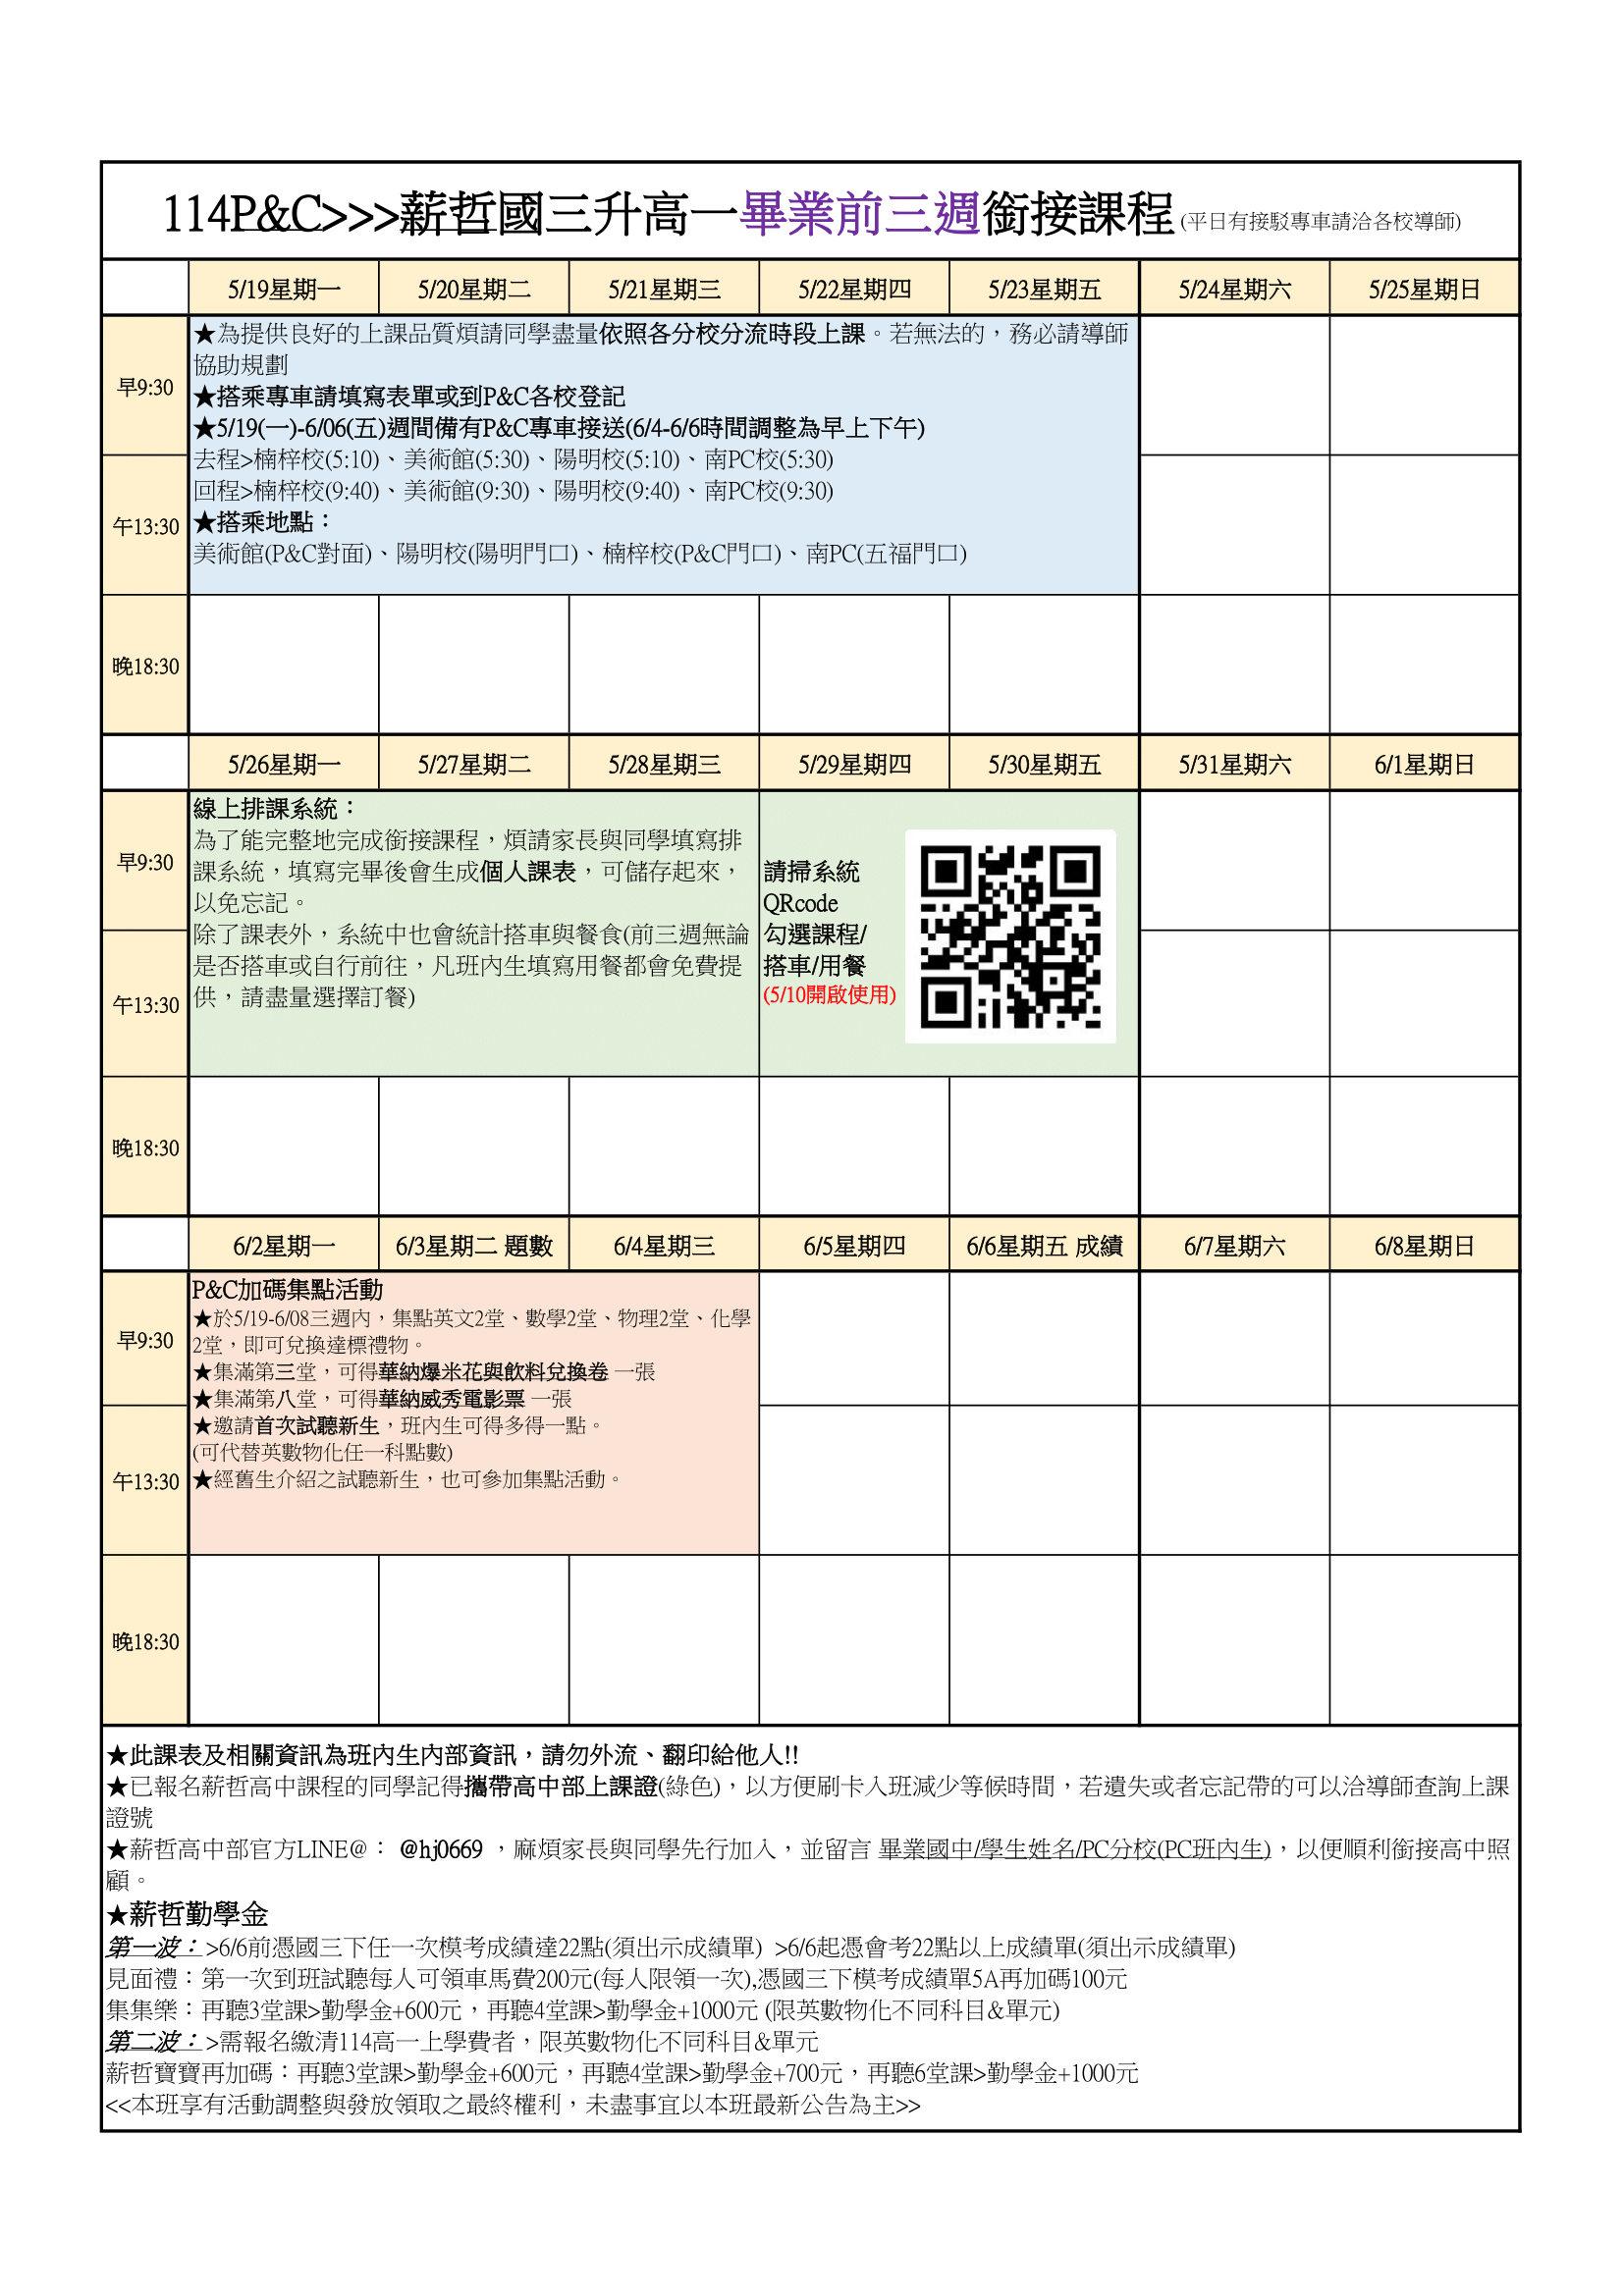 114P&C>>>薪哲國三升高一畢業前三週銜接課程(平日有接駁專車請洽各校導師)
5/19星期一 5/20星期二 5/21星期三 5/22星期四 5/23星期五 5/24星期六 5/25星期日
早9:30
★為提供良好的上課品質煩請同學盡量依照各分校分流時段上課。若無法的，務必請導師
協助規劃
★搭乘專車請填寫表單或到P&C各校登記
★5/19(一)-6/06(五)週間備有P&C專車接送(6/4-6/6時間調整為早上下午)
去程>楠梓校(5:10)、美術館(5:30)、陽明校(5:10)、南PC校(5:30)
回程>楠梓校(9:40)、美術館(9:30)、陽明校(9:40)、南PC校(9:30)
午13:30
★搭乘地點：
美術館(P&C對面)、陽明校(陽明門口)、楠梓校(P&C門口)、南PC(五福門口)
晚18:30
5/26星期一 5/27星期二 5/28星期三 5/29星期四 5/30星期五 5/31星期六 6/1星期日
早9:30
線上排課系統：
為了能完整地完成銜接課程，煩請家長與同學填寫排
課系統，填寫完畢後會生成個人課表，可儲存起來，
以免忘記。
除了課表外，系統中也會統計搭車與餐食(前三週無論
是否搭車或自行前往，凡班內生填寫用餐都會免費提
供，請盡量選擇訂餐)
請掃系統
QRcode
勾選課程/
搭車/用餐
(5/10開啟使用)
午13:30
晚18:30
6/2星期一 6/3星期二 題數 6/4星期三 6/5星期四 6/6星期五 成績 6/7星期六 6/8星期日
早9:30
P&C加碼集點活動
★於5/19-6/08三週內，集點英文2堂、數學2堂、物理2堂、化學
2堂，即可兌換達標禮物。
★集滿第三堂，可得華納爆米花與飲料兌換卷 一張
★集滿第八堂，可得華納威秀電影票 一張
★邀請首次試聽新生，班內生可得多得一點。
(可代替英數物化任一科點數)
★經舊生介紹之試聽新生，也可參加集點活動。
午13:30
晚18:30
★此課表及相關資訊為班內生內部資訊，請勿外流、翻印給他人!!
★已報名薪哲高中課程的同學記得攜帶高中部上課證(綠色)，以方便刷卡入班減少等候時間，若遺失或者忘記帶的可以洽導師查詢上課
證號
★薪哲高中部官方LINE@： @hj0669 ，麻煩家長與同學先行加入，並留言 畢業國中/學生姓名/PC分校(PC班內生)，以便順利銜接高中照
顧。
★薪哲勤學金
第一波：>6/6前憑國三下任一次模考成績達22點(須出示成績單) >6/6起憑會考22點以上成績單(須出示成績單)
見面禮：第一次到班試聽每人可領車馬費200元(每人限領一次),憑國三下模考成績單5A再加碼100元
集集樂：再聽3堂課>勤學金+600元，再聽4堂課>勤學金+1000元 (限英數物化不同科目&單元)
第二波：>需報名繳清114高一上學費者，限英數物化不同科目&單元
薪哲寶寶再加碼：再聽3堂課>勤學金+600元，再聽4堂課>勤學金+700元，再聽6堂課>勤學金+1000元
<<本班享有活動調整與發放領取之最終權利，未盡事宜以本班最新公告為主>>